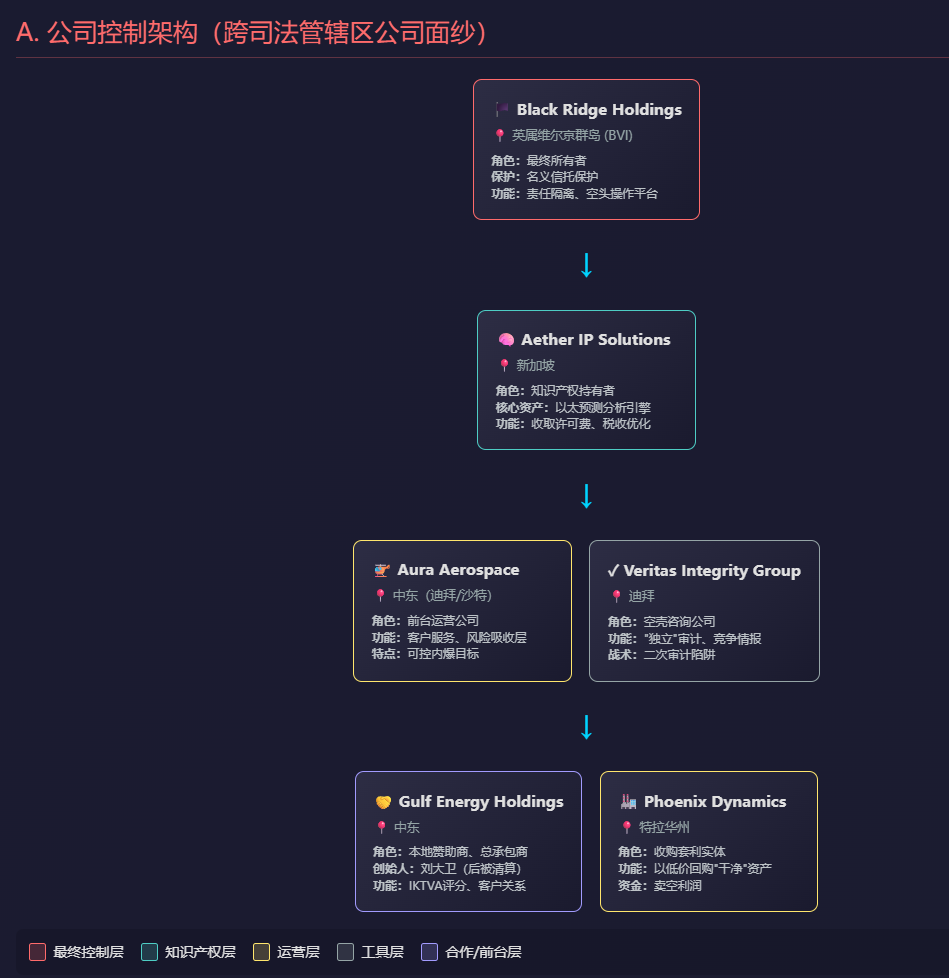 A. 公司控制架构（跨司法管辖区公司面纱）
Black Ridge Holdings
英属维尔京群岛 (BVI)
角色：最终所有者
保护：名义信托保护
功能：责任隔离、空头操作平台
Aether IP Solutions
新加坡
角色：知识产权持有者
核心资产：以太预测分析引擎
功能：收取许可费、税收优化
Aura Aerospace
中东（迪拜/沙特）
角色：前台运营公司
功能：客户服务、风险吸收层
特点：可控内爆目标
Veritas Integrity Group
迪拜
角色：空壳咨询公司
功能："独立"审计、竞争情报
战术：二次审计陷阱
Gulf Energy Holdings
中东
角色：本地赞助商、总承包商
创始人：刘大卫（后被清算）
功能：IKTVA评分、客户关系
Phoenix Dynamics
特拉华州
角色：收购套利实体
功能：以低价回购"干净"资产
资金：卖空利润
最终控制层 知识产权层 运营层 工具层 合作/前台层